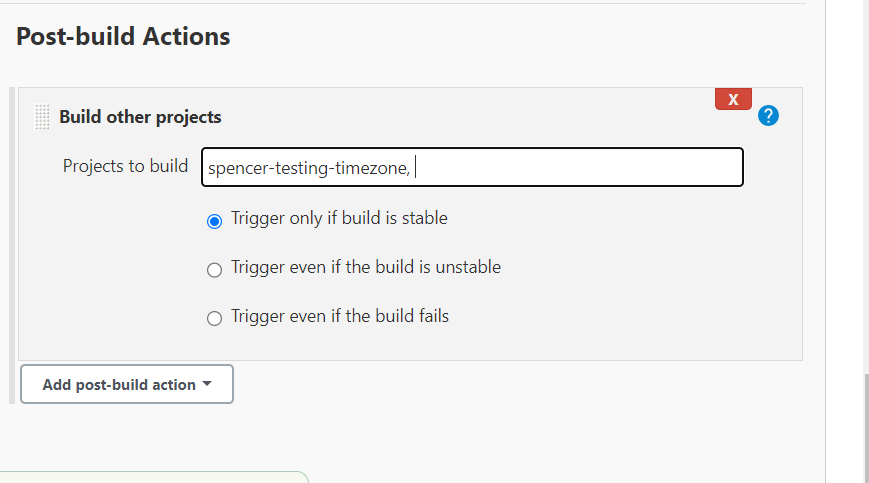 Post-build Actions
X
Build other projects
?
Projects to build
spencer-testing-timezone,
Trigger only if build is stable
Trigger even if the build is unstable
Trigger even if the build fails
Add post-build action